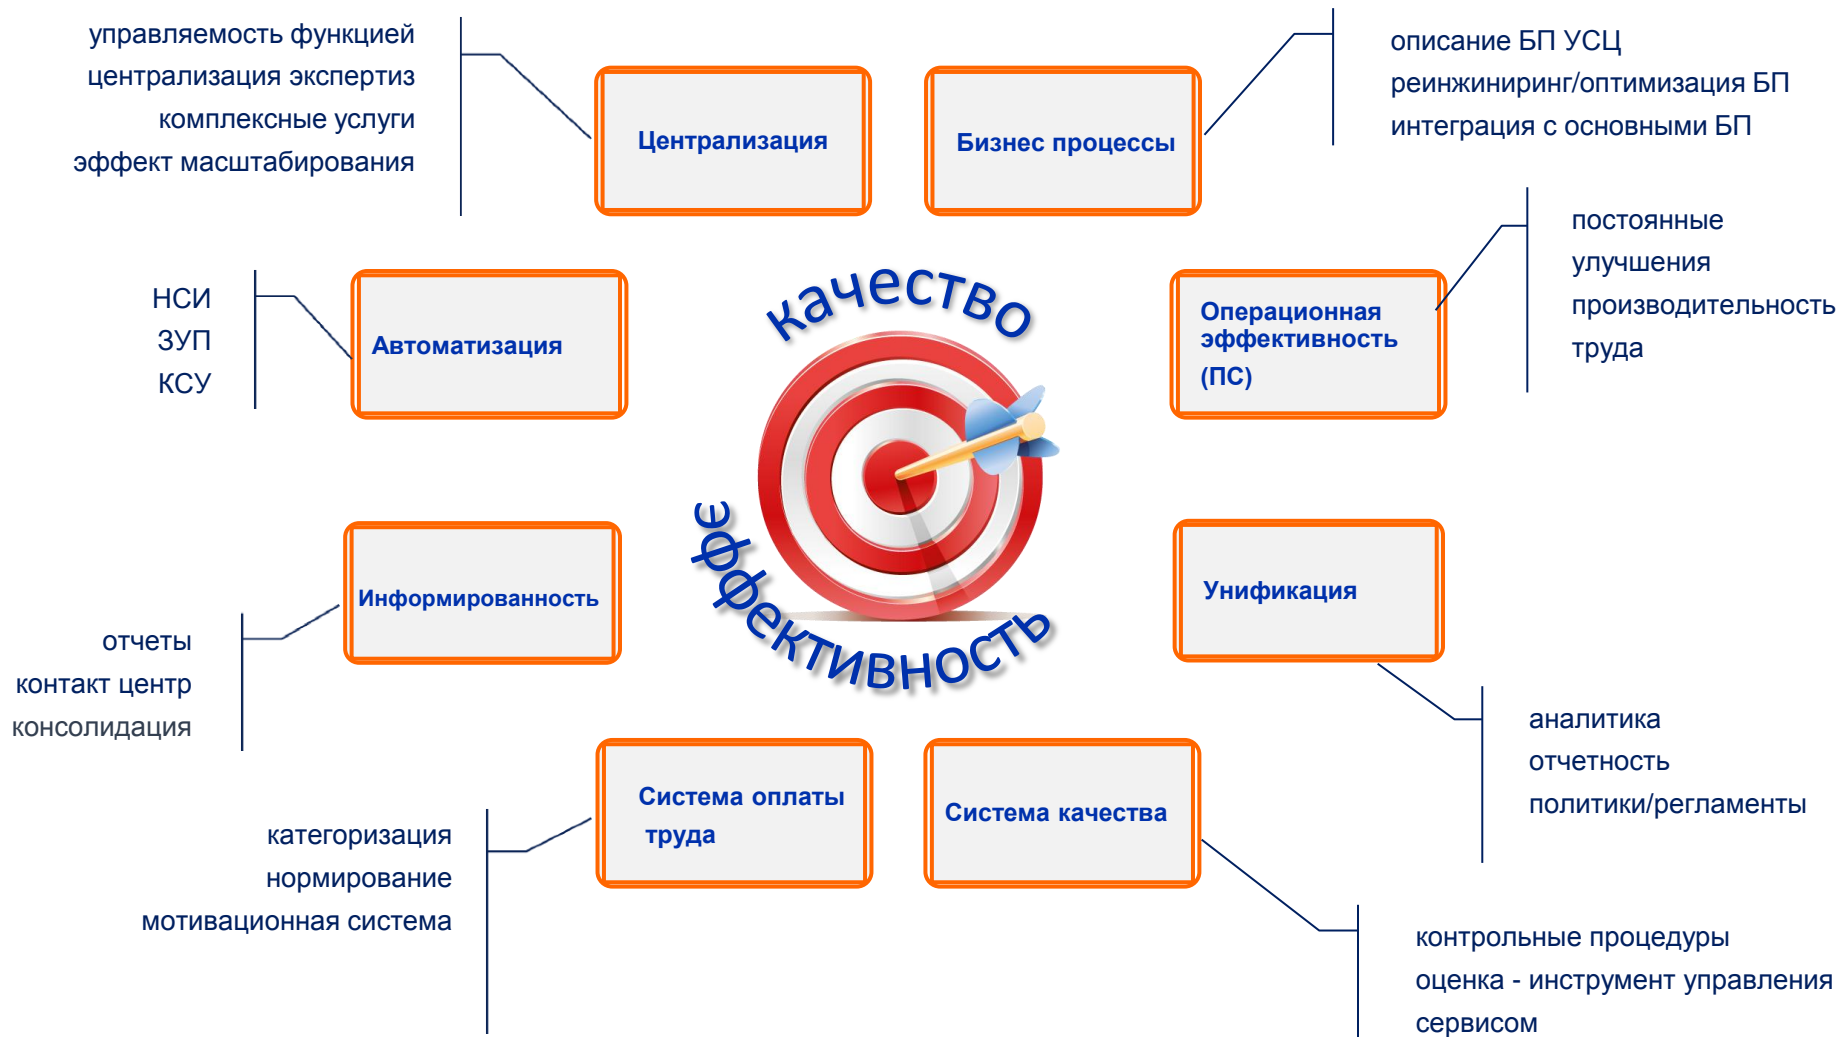 управляемость функцией
централизация экспертиз
комплексные услуги
эффект масштабирования
Централизация
Бизнес процессы
описание БП УСЦ
реинжиниринг/оптимизация БП
интеграция с основными БП
НСИ
ЗУП
КСУ
Автоматизация
качество
эффективность
Операционная
эффективность
(ПС)
постоянные
улучшения
производительность
труда
Информированность
отчеты
контакт центр
консолидация
Унификация
аналитика
отчетность
политики/регламенты
Система оплаты
труда
категоризация
нормирование
мотивационная система
Система качества
контрольные процедуры
оценка - инструмент управления
сервисом